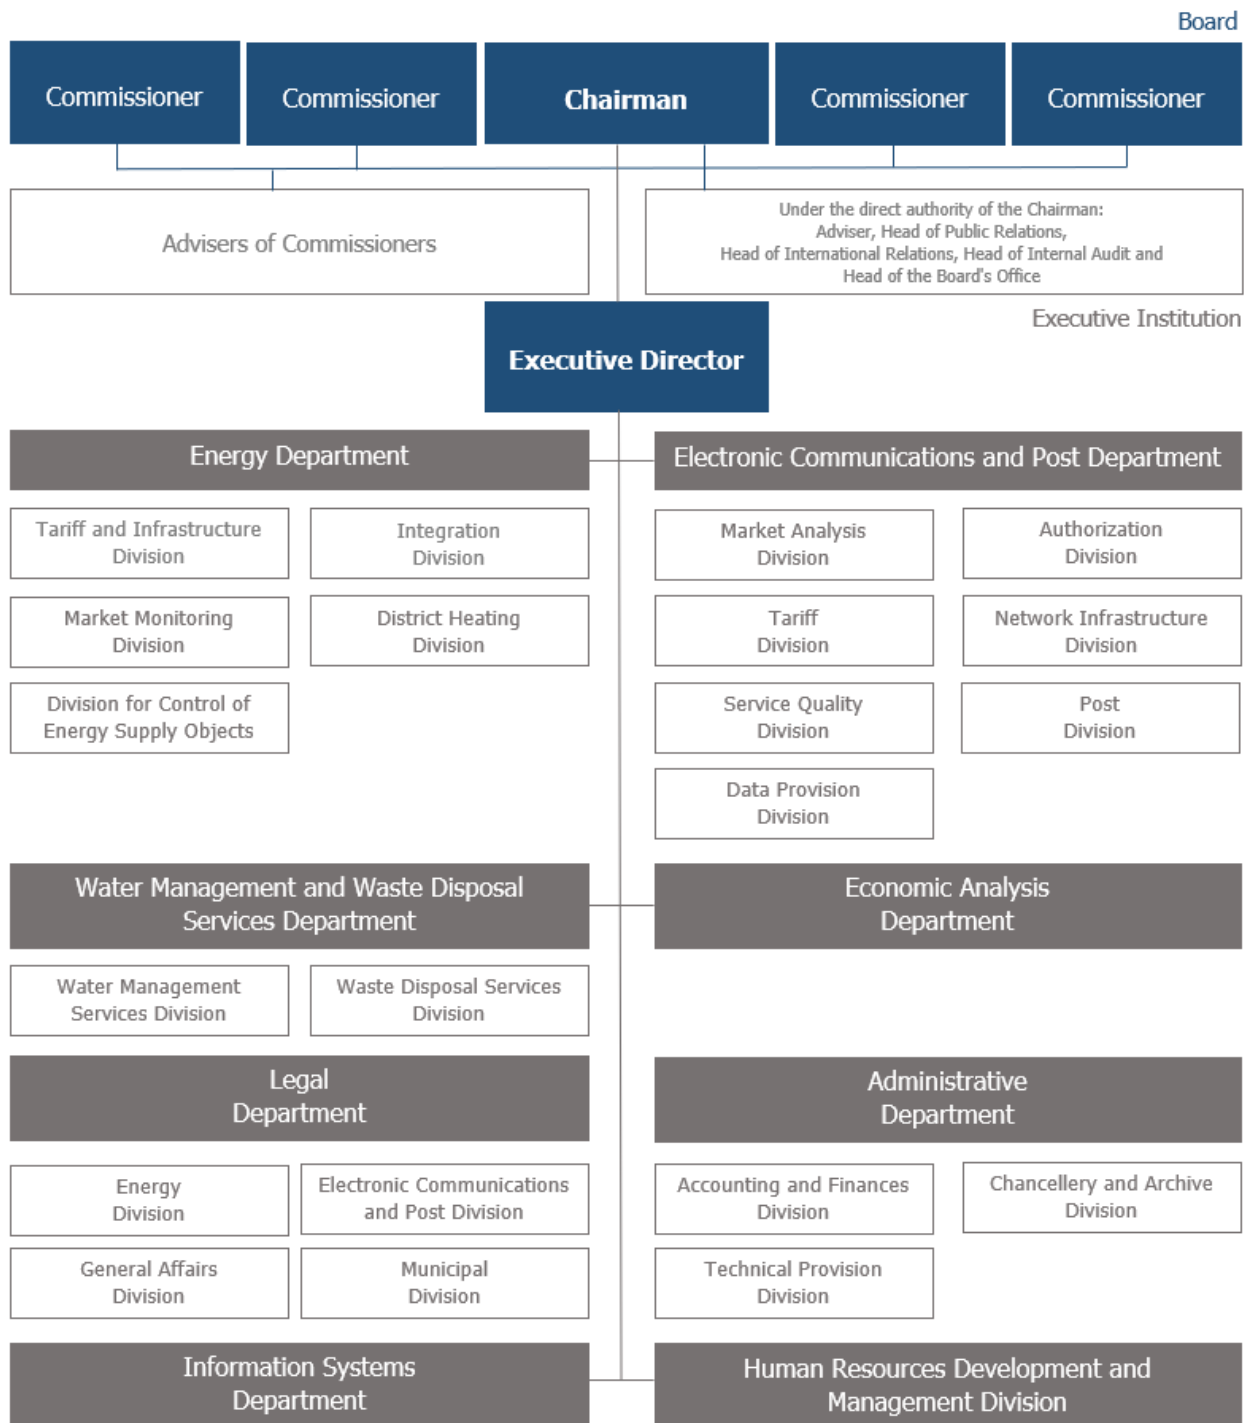 Board
Commissioner
Commissioner
Chairman
Commissioner
Commissioner
Advisers of Commissioners
Under the direct authority of the Chairman:
Adviser, Head of Public Relations,
Head of International Relations, Head of Internal Audit and
Head of the Board's Office
Executive Institution
Executive Director
Energy Department
Electronic Communications and Post Department
Tariff and Infrastructure
Division
Integration
Division
Market Analysis
Division
Authorization
Division
Market Monitoring
Division
District Heating
Division
Tariff
Division
Network Infrastructure
Division
Division for Control of
Energy Supply Objects
Service Quality
Division
Post
Division
Data Provision
Division
Water Management and Waste Disposal
Services Department
Economic Analysis
Department
Water Management
Services Division
Waste Disposal Services
Division
Legal
Department
Administrative
Department
Energy
Division
Electronic Communications
and Post Division
Accounting and Finances
Division
Chancellery and Archive
Division
General Affairs
Division
Municipal
Division
Technical Provision
Division
Information Systems
Department
Human Resources Development and
Management Division